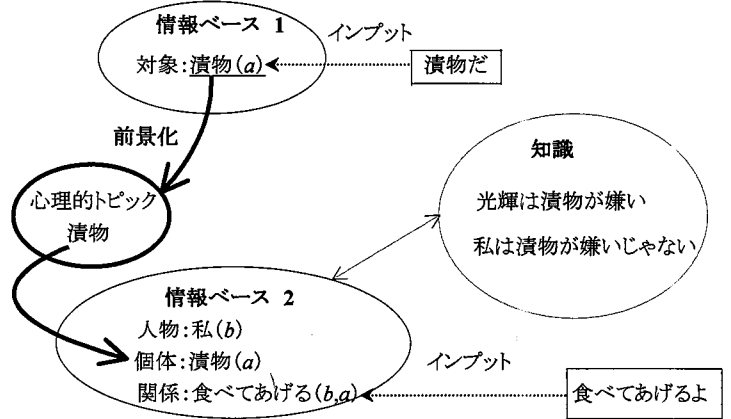 情報ベース 1
インプット
対象:漬物(a)
漬物だ
前景化
知識
心理的トピック
漬物
光輝は漬物が嫌い
私は漬物が嫌いじゃない
情報ベース 2
人物:私(b)
個体:漬物(a)
インプット
関係:食べてあげる(b,a)
食べてあげるよ